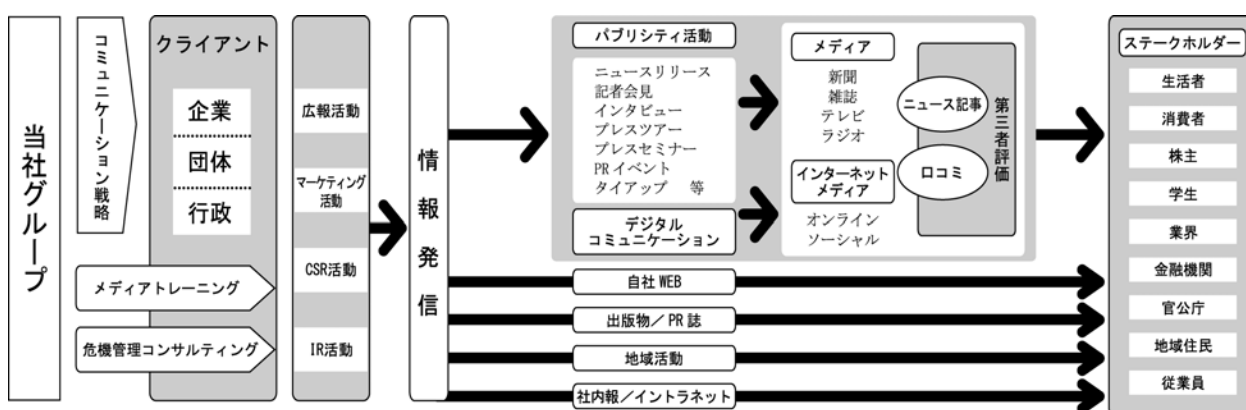 当社グループ
コミュニケーション戦略
クライアント
企業
団体
行政
メディアトレーニング
危機管理コンサルティング
広報活動
マーケティング
活動
CSR活動
IR活動
情報発信
パブリシティ活動
ニュースリリース
記者会見
インタビュー
プレスツアー
プレスセミナー
PRイベント
タイアップ 等
デジタル
コミュニケーション
メディア
新聞
雑誌
テレビ
ラジオ
インターネット
メディア
オンライン
ソーシャル
ニュース記事
口コミ
第三者評価
自社WEB
出版物／PR誌
地域活動
社内報／イントラネット
ステークホルダー
生活者
消費者
株主
学生
業界
金融機関
官公庁
地域住民
従業員